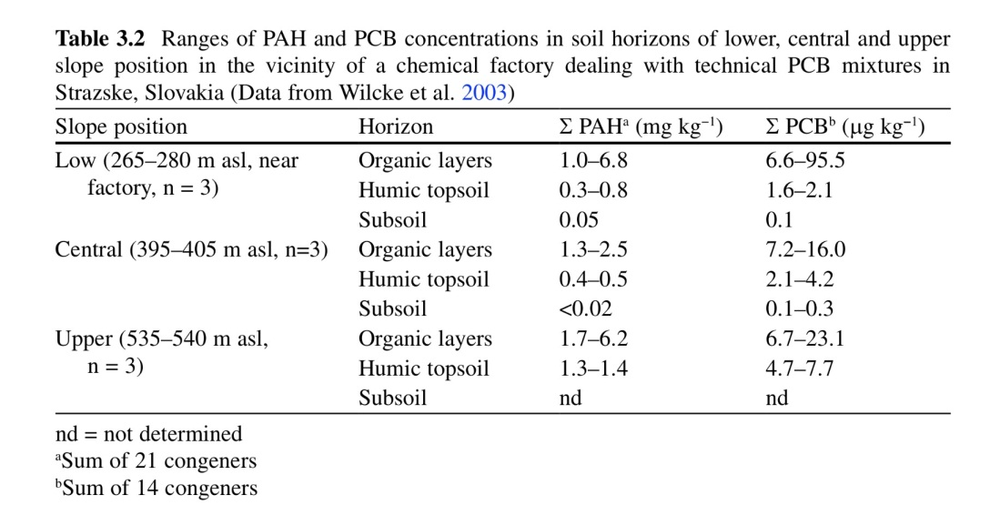 Table 3.2 Ranges of PAH and PCB concentrations in soil horizons of lower, central and upper
slope position in the vicinity of a chemical factory dealing with technical PCB mixtures in
Strazske, Slovakia (Data from Wilcke et al. 2003)
Slope position Horizon Σ PAHᵃ (mg kg⁻¹) Σ PCBᵇ (µg kg⁻¹)
Low (265–280 m asl, near Organic layers 1.0–6.8 6.6–95.5
factory, n = 3) Humic topsoil 0.3–0.8 1.6–2.1
Subsoil 0.05 0.1
Central (395–405 m asl, n=3) Organic layers 1.3–2.5 7.2–16.0
Humic topsoil 0.4–0.5 2.1–4.2
Subsoil <0.02 0.1–0.3
Upper (535–540 m asl, Organic layers 1.7–6.2 6.7–23.1
n = 3) Humic topsoil 1.3–1.4 4.7–7.7
Subsoil nd nd
nd = not determined
ᵃSum of 21 congeners
ᵇSum of 14 congeners